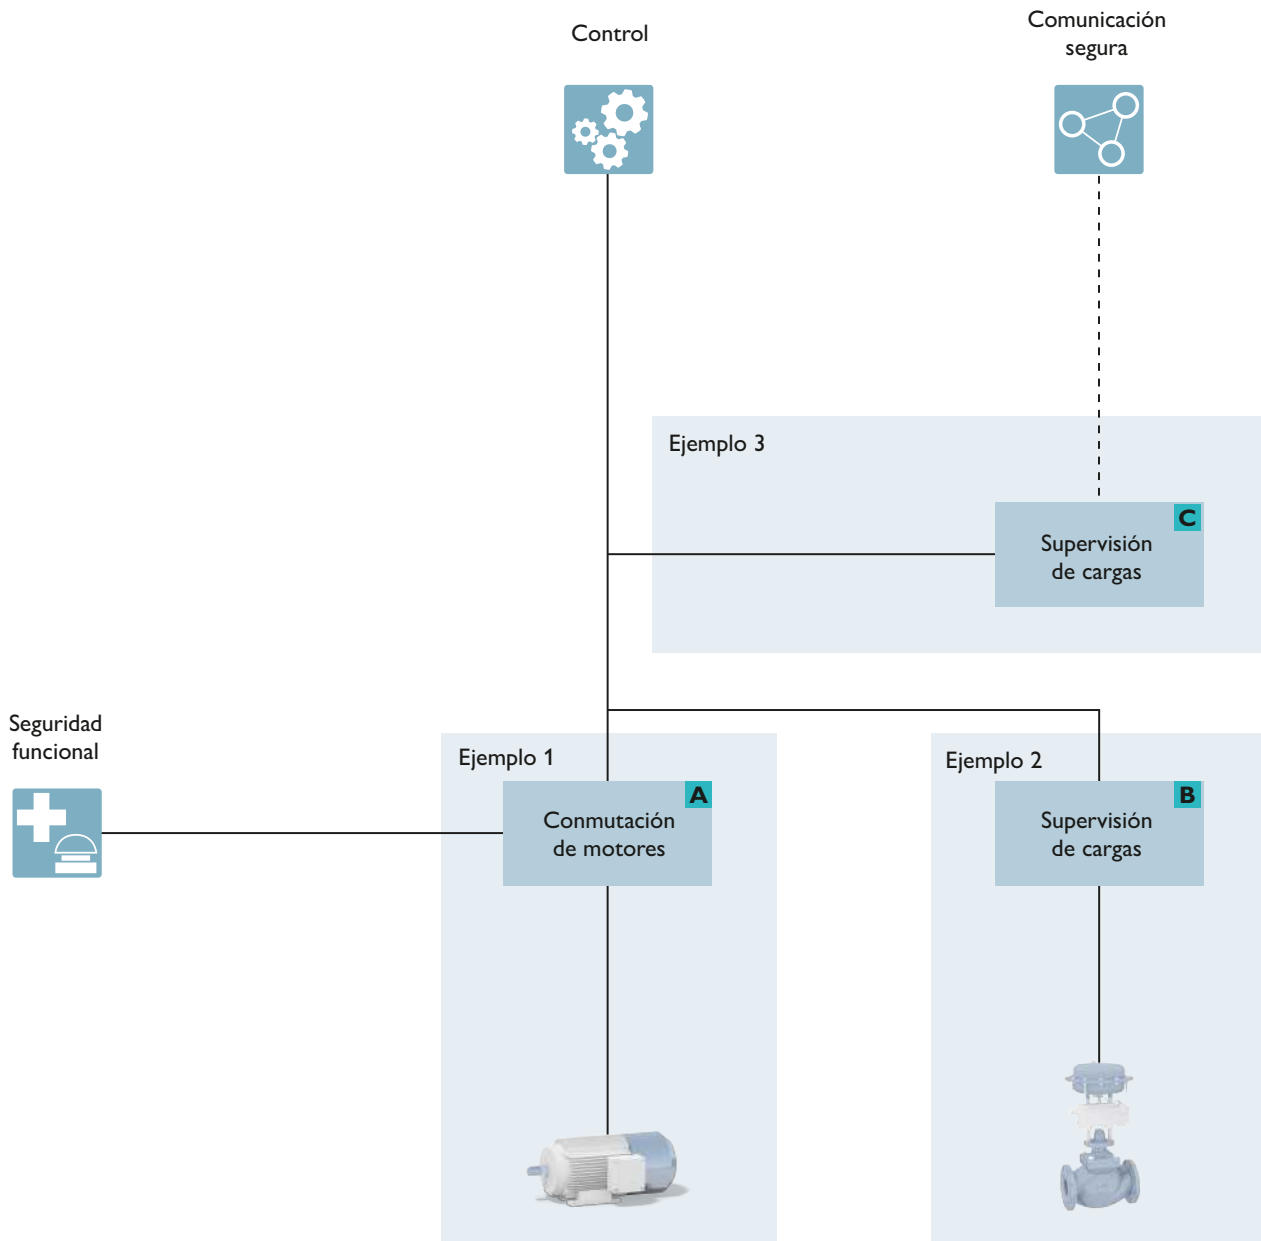 Control
Comunicación
segura
Ejemplo 3
C
Supervisión
de cargas
Seguridad
funcional
Ejemplo 1
A
Conmutación
de motores
Ejemplo 2
B
Supervisión
de cargas